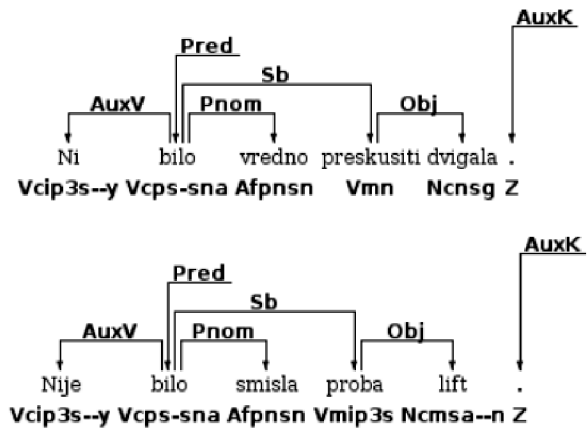 AuxK
Pred
Sb
AuxV Pnom Obj
Ni bilo vredno preskusiti dvigala .
Vcip3s--y Vcps-sna Afpnsn Vmn Ncnsg Z
AuxK
Pred
Sb
AuxV Pnom Obj
Nije bilo smisla proba lift .
Vcip3s--y Vcps-sna Afpnsn Vmip3s Ncmsa--n Z